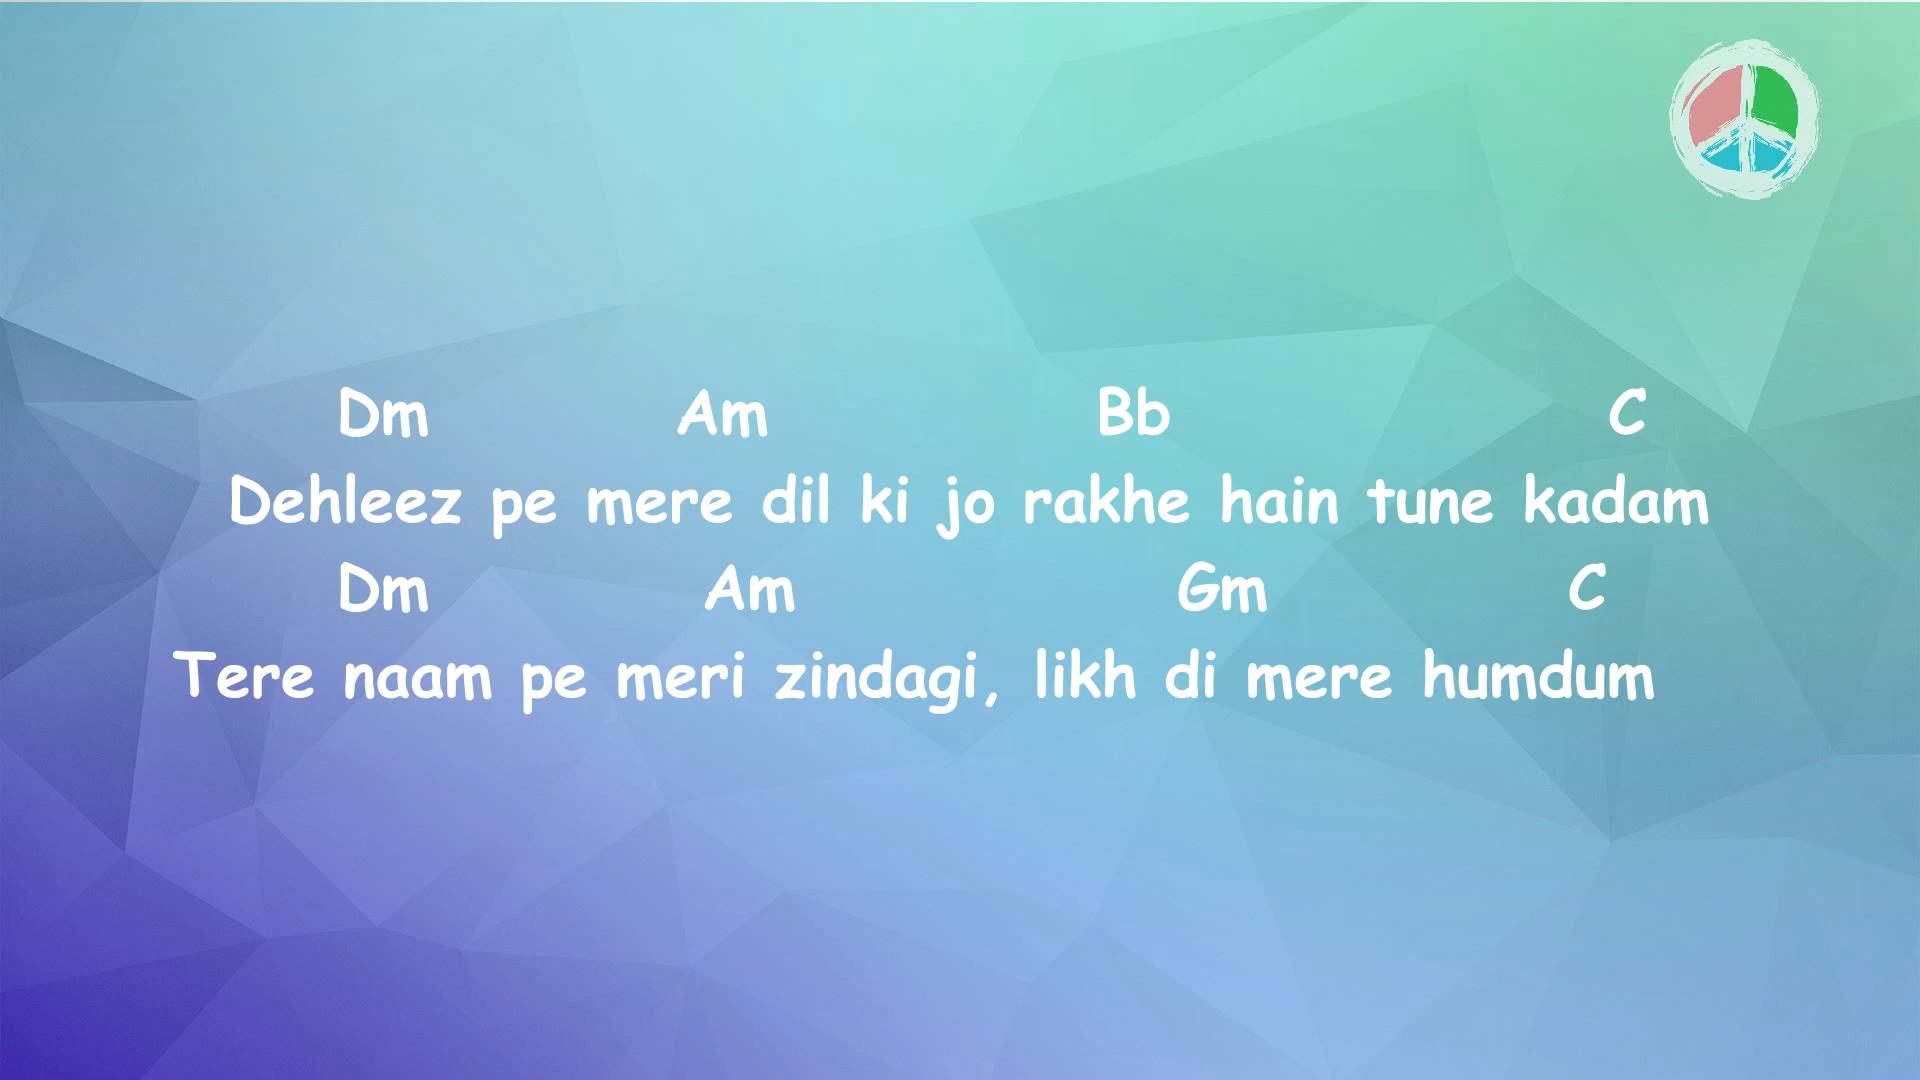 Dm Am Bb C
Dehleez pe mere dil ki jo rakhe hain tune kadam
Dm Am Gm C
Tere naam pe meri zindagi, likh di mere humdum